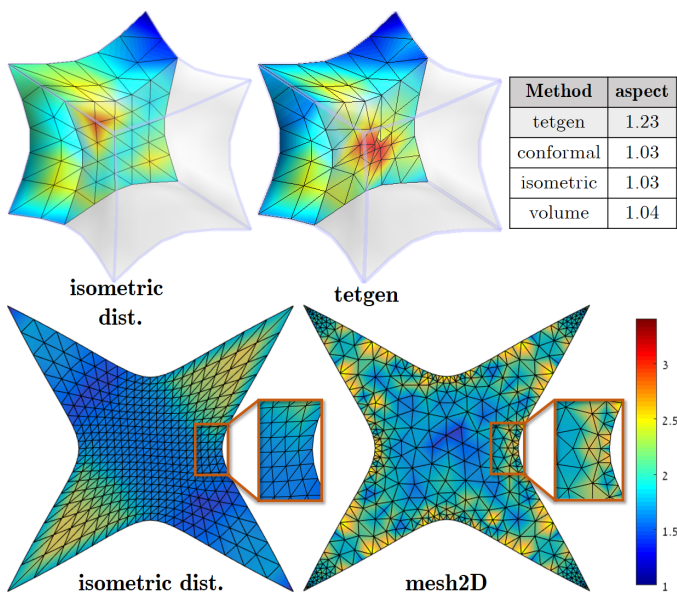 Method aspect
tetgen 1.23
conformal 1.03
isometric 1.03
volume 1.04
isometric
dist.
tetgen
3
2.5
2
1.5
1
isometric dist.
mesh2D